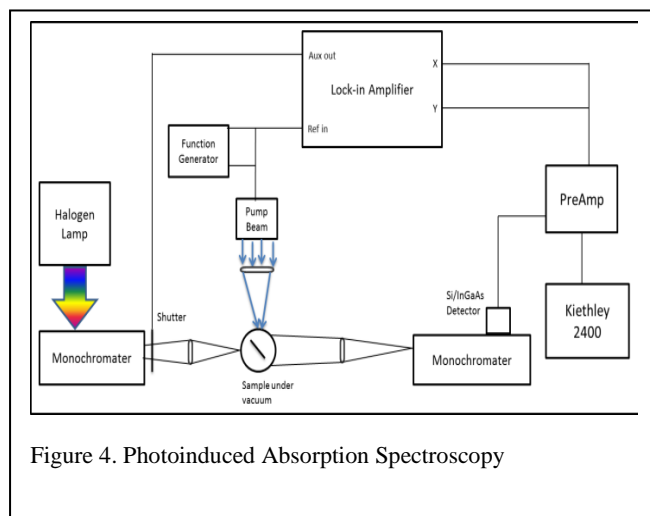 Aux out
X
Lock-in Amplifier
Y
Ref in
Function
Generator
Halogen
Lamp
Pump
Beam
PreAmp
Si/InGaAs
Detector
Kiethley
2400
Shutter
Monochromater
Sample under
vacuum
Monochromater
Figure 4. Photoinduced Absorption Spectroscopy